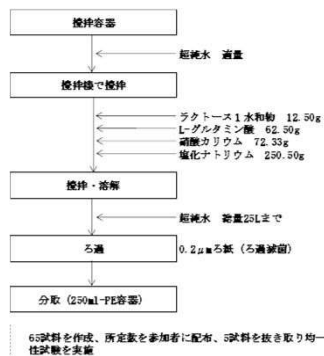 攪拌容器
超純水　適量
攪拌機で攪拌
ラクトース１水和物　12.50g
L-グルタミン酸　62.50g
硝酸カリウム　72.33g
塩化ナトリウム　250.50g
攪拌・溶解
超純水　総量25Lまで
ろ過
0.2μmろ紙（ろ過滅菌）
分取（250ml-PE容器）
65試料を作成、所定数を参加者に配布、5試料を抜き取り均一
性試験を実施